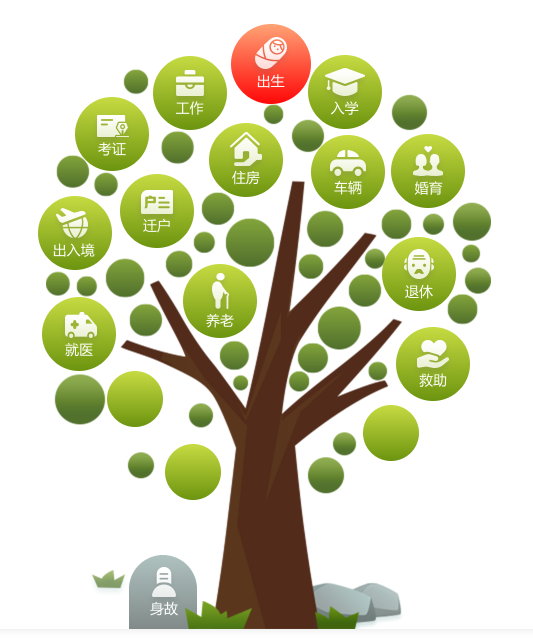 出生
工作
入学
考证
住房
车辆
婚育
迁户
出入境
退休
养老
就医
救助
身故